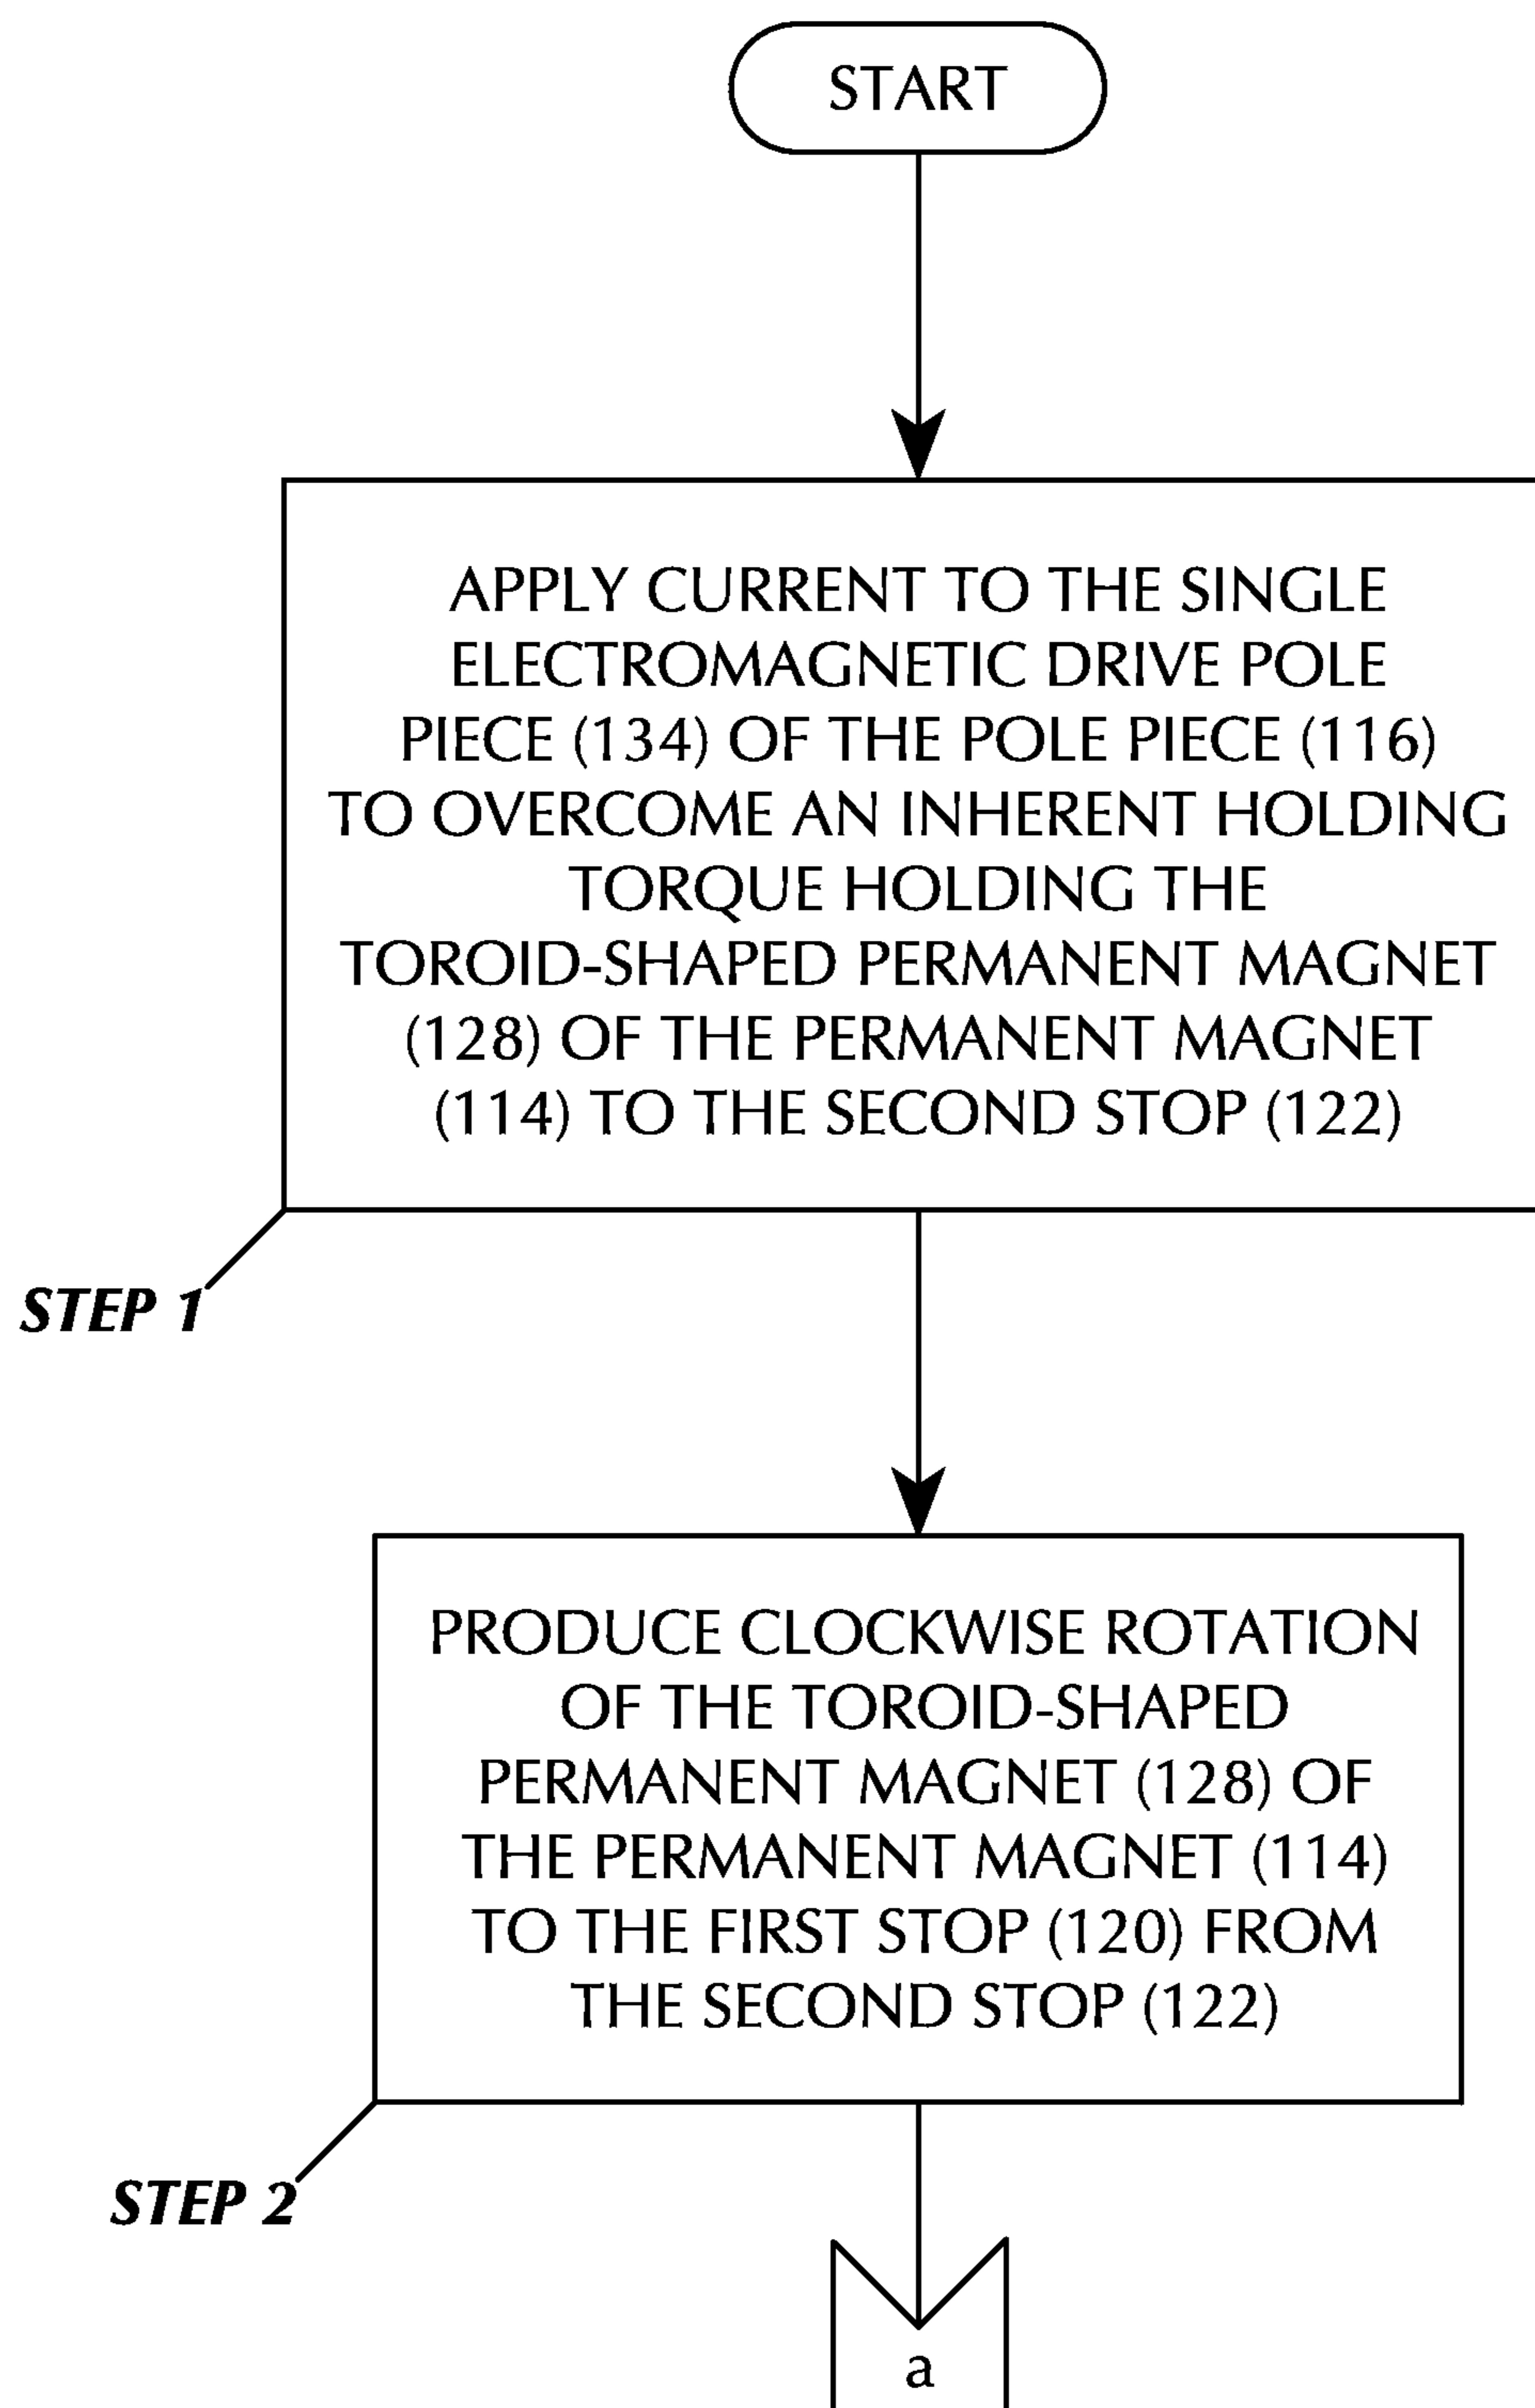 START
APPLY CURRENT TO THE SINGLE
ELECTROMAGNETIC DRIVE POLE
PIECE (134) OF THE POLE PIECE (116)
TO OVERCOME AN INHERENT HOLDING
TORQUE HOLDING THE
TOROID-SHAPED PERMANENT MAGNET
(128) OF THE PERMANENT MAGNET
(114) TO THE SECOND STOP (122)
STEP 1
PRODUCE CLOCKWISE ROTATION
OF THE TOROID-SHAPED
PERMANENT MAGNET (128) OF
THE PERMANENT MAGNET (114)
TO THE FIRST STOP (120) FROM
THE SECOND STOP (122)
STEP 2
a